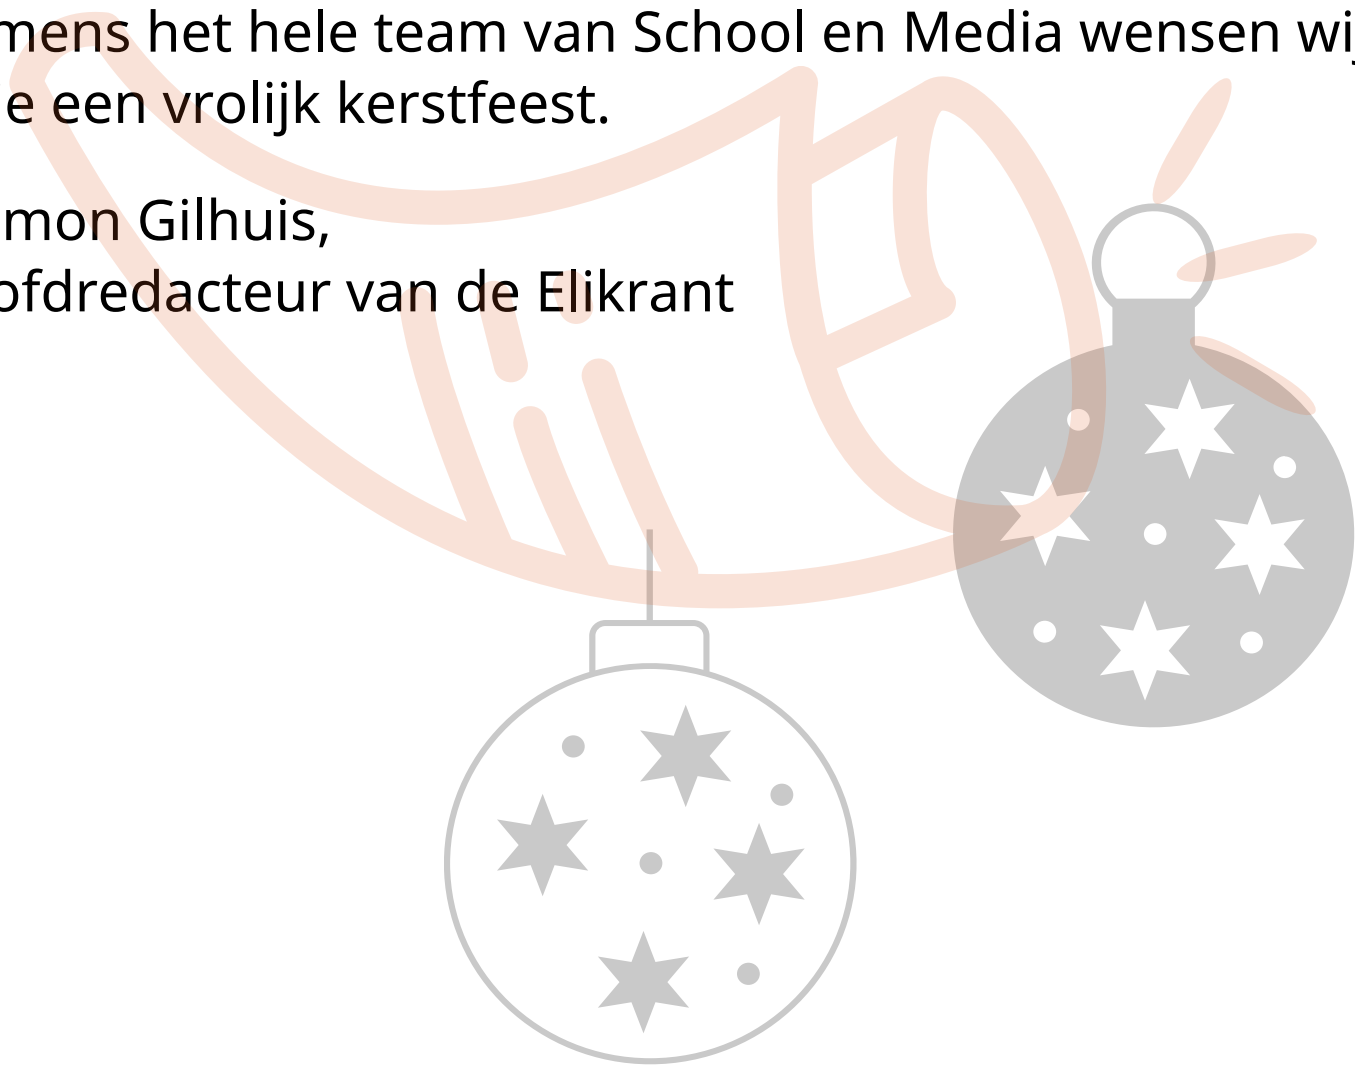 mens het hele team van School en Media wensen wij
e een vrolijk kerstfeest.
mon Gilhuis,
ofdredacteur van de Elikrant